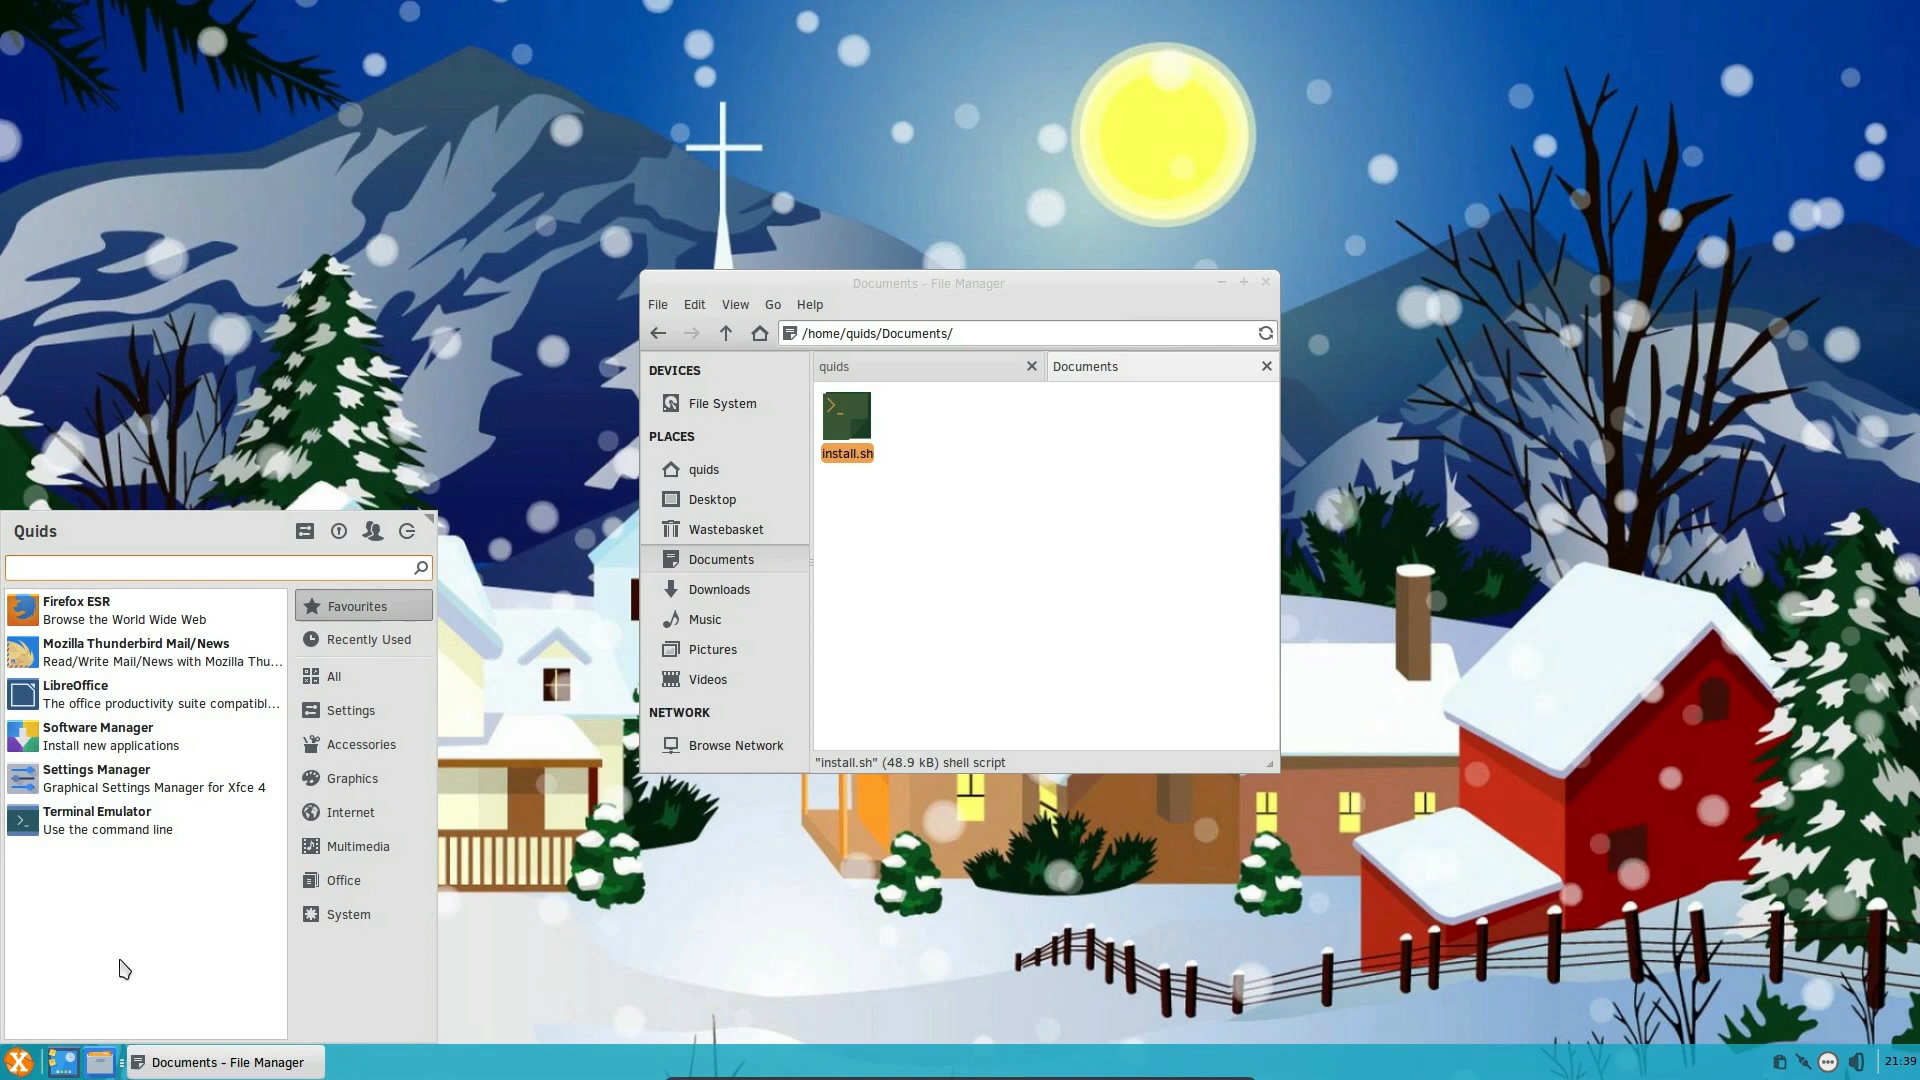 Documents - File Manager
File Edit View Go Help
/home/quids/Documents/
DEVICES
File System
PLACES
quids
Desktop
Wastebasket
Documents
Downloads
Music
Pictures
Videos
NETWORK
Browse Network
quids
Documents
install.sh
"install.sh" (48.9 kB) shell script
Quids
Firefox ESR
Browse the World Wide Web
Mozilla Thunderbird Mail/News
Read/Write Mail/News with Mozilla Thu...
LibreOffice
The office productivity suite compatibl...
Software Manager
Install new applications
Settings Manager
Graphical Settings Manager for Xfce 4
Terminal Emulator
Use the command line
Favourites
Recently Used
All
Settings
Accessories
Graphics
Internet
Multimedia
Office
System
Documents - File Manager
21:39